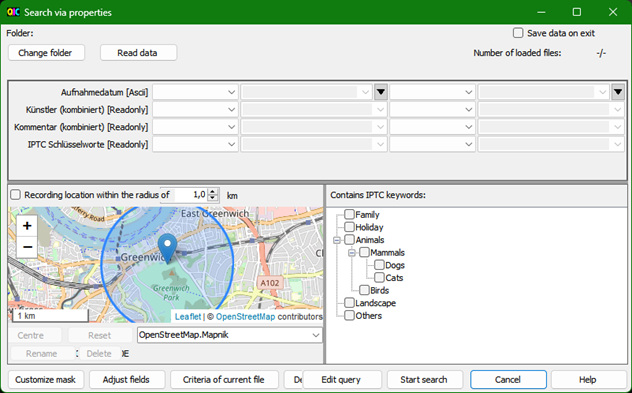 Search via properties
Folder:
Save data on exit
Change folder
Read data
Number of loaded files: -/-
Aufnahmedatum [Ascii]
Künstler (kombiniert) [Readonly]
Kommentar (kombiniert) [Readonly]
IPTC Schlüsselworte [Readonly]
Recording location within the radius of 1,0 km
Contains IPTC keywords:
East Greenwich
+
−
Greenwich
Greenwich
Park
A102
1 km
Leaflet | © OpenStreetMap contributors
Family
Holiday
Animals
Mammals
Dogs
Cats
Birds
Landscape
Others
Centre
Reset
OpenStreetMap.Mapnik
Rename
Delete
Customize mask
Adjust fields
Criteria of current file
Edit query
Start search
Cancel
Help